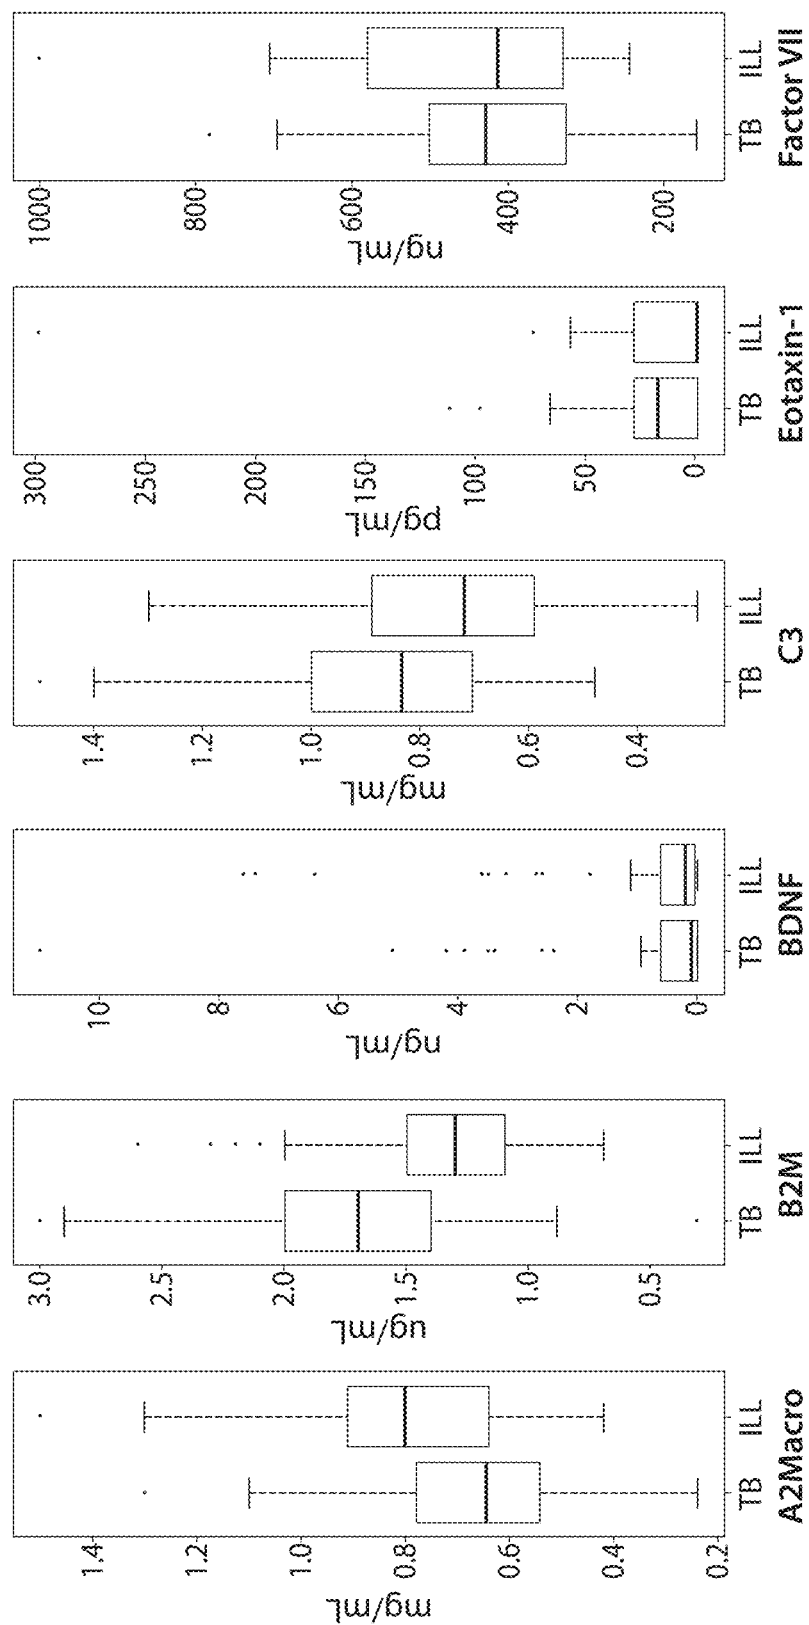 mg/mL
1.4
1.2
1.0
0.8
0.6
0.4
0.2
TB ILL
A2Macro
ug/mL
3.0
2.5
2.0
1.5
1.0
0.5
TB ILL
B2M
ng/mL
10
8
6
4
2
0
TB ILL
BDNF
mg/mL
1.4
1.2
1.0
0.8
0.6
0.4
TB ILL
C3
pg/mL
300
250
200
150
100
50
0
TB ILL
Eotaxin-1
ng/mL
1000
800
600
400
200
TB ILL
Factor VII